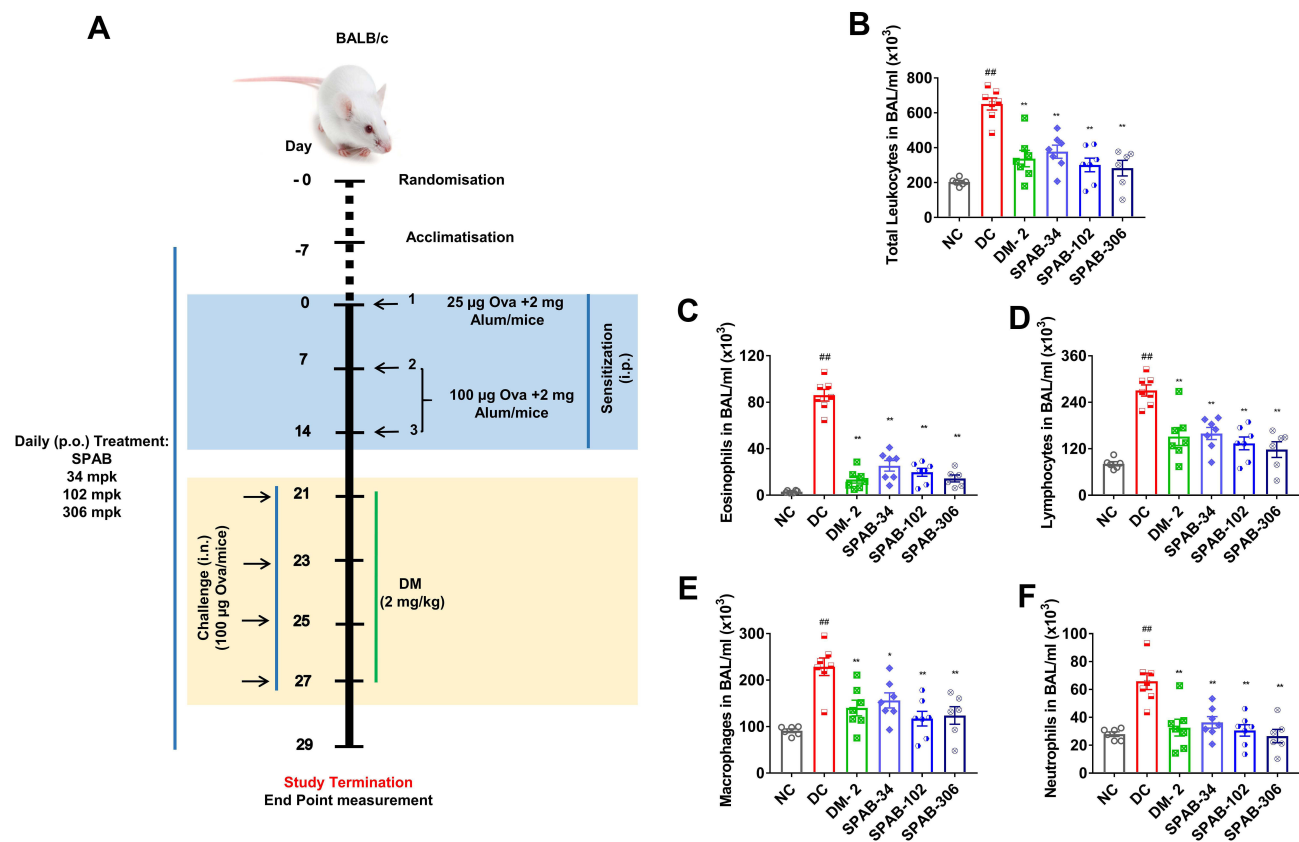 A
BALB/c
Day
- 0
Randomisation
-7
Acclimatisation
0
1
25 µg Ova +2 mg
Alum/mice
7
2
100 µg Ova +2 mg
Alum/mice
14
3
Sensitization
(i.p.)
Daily (p.o.) Treatment:
SPAB
34 mpk
102 mpk
306 mpk
21
23
25
27
Challenge (i.n.)
(100 µg Ova/mice)
DM
(2 mg/kg)
29
Study Termination
End Point measurement
B
Total Leukocytes in BAL/ml (x10³)
800
600
400
200
0
##
**
**
**
**
NC
DC
DM- 2
SPAB-34
SPAB-102
SPAB-306
C
Eosinophils in BAL/ml (x10³)
120
80
40
0
##
**
**
**
**
NC
DC
DM- 2
SPAB-34
SPAB-102
SPAB-306
D
Lymphocytes in BAL/ml (x10³)
360
240
120
0
##
**
**
**
**
NC
DC
DM- 2
SPAB-34
SPAB-102
SPAB-306
E
Macrophages in BAL/ml (x10³)
300
200
100
0
##
**
*
**
**
NC
DC
DM- 2
SPAB-34
SPAB-102
SPAB-306
F
Neutrophils in BAL/ml (x10³)
100
80
60
40
20
0
##
**
**
**
**
NC
DC
DM- 2
SPAB-34
SPAB-102
SPAB-306